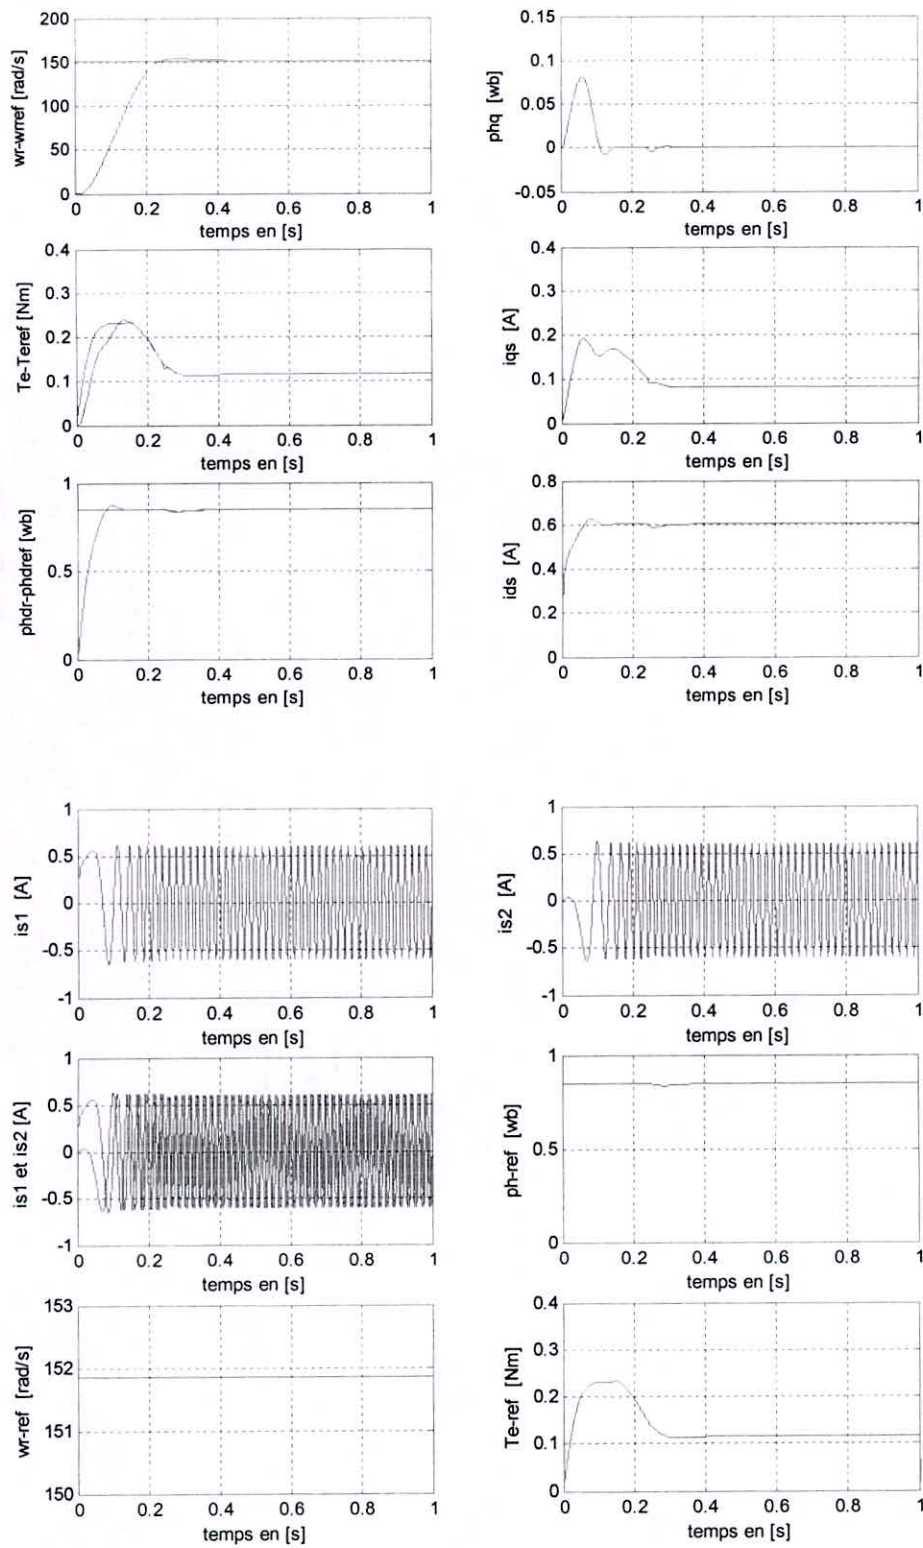 200
150
100
50
0
wr-wrref [rad/s]
0 0.2 0.4 0.6 0.8 1
temps en [s]
0.15
0.1
0.05
0
-0.05
phq [wb]
0 0.2 0.4 0.6 0.8 1
temps en [s]
0.4
0.3
0.2
0.1
0
Te-Teref [Nm]
0 0.2 0.4 0.6 0.8 1
temps en [s]
0.4
0.3
0.2
0.1
0
iqs [A]
0 0.2 0.4 0.6 0.8 1
temps en [s]
1
0.5
0
phdr-phdref [wb]
0 0.2 0.4 0.6 0.8 1
temps en [s]
0.8
0.6
0.4
0.2
0
ids [A]
0 0.2 0.4 0.6 0.8 1
temps en [s]
1
0.5
0
-0.5
-1
is1 [A]
0 0.2 0.4 0.6 0.8 1
temps en [s]
1
0.5
0
-0.5
-1
is2 [A]
0 0.2 0.4 0.6 0.8 1
temps en [s]
1
0.5
0
-0.5
-1
is1 et is2 [A]
0 0.2 0.4 0.6 0.8 1
temps en [s]
1
0.5
0
ph-ref [wb]
0 0.2 0.4 0.6 0.8 1
temps en [s]
153
152
151
150
wr-ref [rad/s]
0 0.2 0.4 0.6 0.8 1
temps en [s]
0.4
0.3
0.2
0.1
0
Te-ref [Nm]
0 0.2 0.4 0.6 0.8 1
temps en [s]